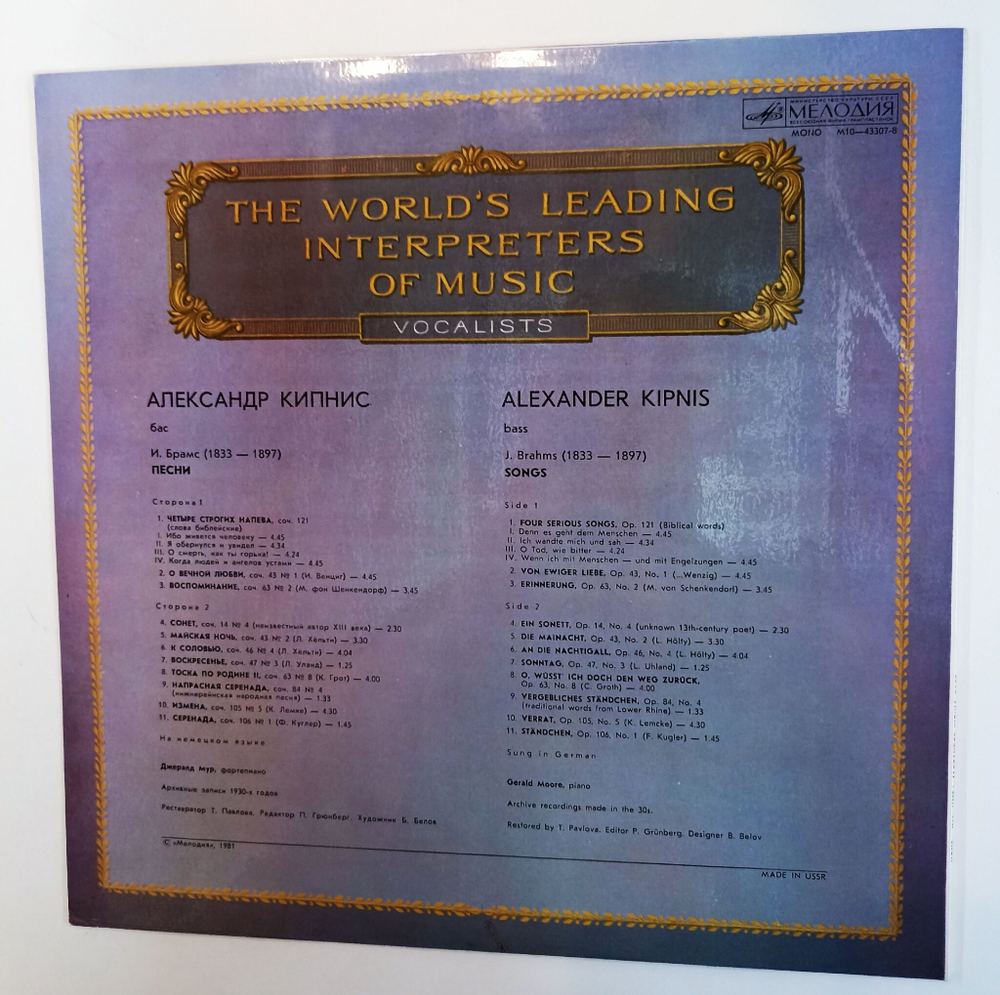 МИНИСТЕРСТВО КУЛЬТУРЫ СССР
МЕЛОДИЯ
ВСЕСОЮЗНАЯ ФИРМА ГРАМПЛАСТИНОК
MONO М10—43307-8
THE WORLD'S LEADING
INTERPRETERS
OF MUSIC
VOCALISTS
АЛЕКСАНДР КИПНИС
бас
И. Брамс (1833 — 1897)
ПЕСНИ
Сторона 1
1. ЧЕТЫРЕ СТРОГИХ НАПЕВА, соч. 121
(слова библейские)
I. Ибо живется человеку — 4.45
II. Я обернулся и увидел — 4.34
III. О смерть, как ты горька! — 4.24
IV. Когда людей и ангелов устами — 4.45
2. О ВЕЧНОЙ ЛЮБВИ, соч. 43 № 1 (И. Венциг) — 4.45
3. ВОСПОМИНАНИЕ, соч. 63 № 2 (М. фон Шенкендорф) — 3.45
Сторона 2
4. СОНЕТ, соч. 14 № 4 (неизвестный автор XIII века) — 2.30
5. МАЙСКАЯ НОЧЬ, соч. 43 № 2 (Л. Хёльти) — 3.30
6. К СОЛОВЬЮ, соч. 46 № 4 (Л. Хёльти) — 4.04
7. ВОСКРЕСЕНЬЕ, соч. 47 № 3 (Л. Уланд) — 1.25
8. ТОСКА ПО РОДИНЕ II, соч. 63 № 8 (К. Грот) — 4.00
9. НАПРАСНАЯ СЕРЕНАДА, соч. 84 № 4
(нижнерейнская народная песня) — 1.33
10. ИЗМЕНА, соч. 105 № 5 (К. Лемке) — 4.30
11. СЕРЕНАДА, соч. 106 № 1 (Ф. Куглер) — 1.45
На немецком языке
Джеральд Мур, фортепиано
Архивные записи 1930-х годов
Реставратор Т. Павлова. Редактор П. Грюнберг. Художник Б. Белов
© «Мелодия», 1981
ALEXANDER KIPNIS
bass
J. Brahms (1833 — 1897)
SONGS
Side 1
1. FOUR SERIOUS SONGS, Op. 121 (Biblical words)
I. Denn es geht dem Menschen — 4.45
II. Ich wandte mich und sah — 4.34
III. O Tod, wie bitter — 4.24
IV. Wenn ich mit Menschen — und mit Engelzungen — 4.45
2. VON EWIGER LIEBE, Op. 43, No. 1 (...Wenzig) — 4.45
3. ERINNERUNG, Op. 63, No. 2 (M. von Schenkendorf) — 3.45
Side 2
4. EIN SONETT, Op. 14, No. 4 (unknown 13th-century poet) — 2.30
5. DIE MAINACHT, Op. 43, No. 2 (L. Hölty) — 3.30
6. AN DIE NACHTIGALL, Op. 46, No. 4 (L. Hölty) — 4.04
7. SONNTAG, Op. 47, No. 3 (L. Uhland) — 1.25
8. O, WÜSST' ICH DOCH DEN WEG ZURÜCK,
Op. 63, No. 8 (C. Groth) — 4.00
9. VERGEBLICHES STÄNDCHEN, Op. 84, No. 4
(traditional words from Lower Rhine) — 1.33
10. VERRAT, Op. 105, No. 5 (K. Lemcke) — 4.30
11. STÄNDCHEN, Op. 106, No. 1 (F. Kugler) — 1.45
Sung in German
Gerald Moore, piano
Archive recordings made in the 30s.
Restored by T. Pavlova. Editor P. Grünberg. Designer B. Belov
MADE IN USSR